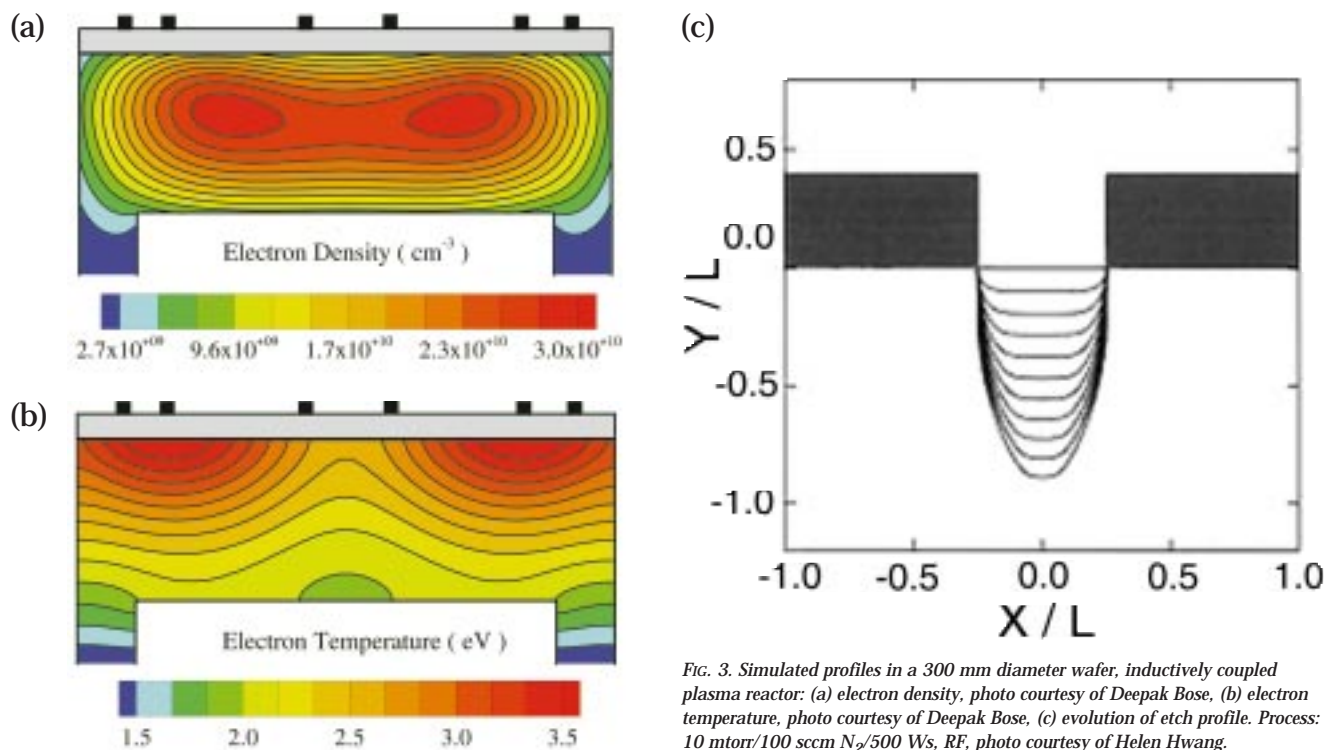 (a)
Electron Density ( cm⁻³ )
2.7x10⁺⁰⁹ 9.6x10⁺⁰⁹ 1.7x10⁺¹⁰ 2.3x10⁺¹⁰ 3.0x10⁺¹⁰
(b)
Electron Temperature ( eV )
1.5 2.0 2.5 3.0 3.5
(c)
0.5
0.0
-0.5
-1.0
Y / L
-1.0 -0.5 0.0 0.5 1.0
X / L
FIG. 3. Simulated profiles in a 300 mm diameter wafer, inductively coupled
plasma reactor: (a) electron density, photo courtesy of Deepak Bose, (b) electron
temperature, photo courtesy of Deepak Bose, (c) evolution of etch profile. Process:
10 mtorr/100 sccm N₂/500 Ws, RF, photo courtesy of Helen Hwang.